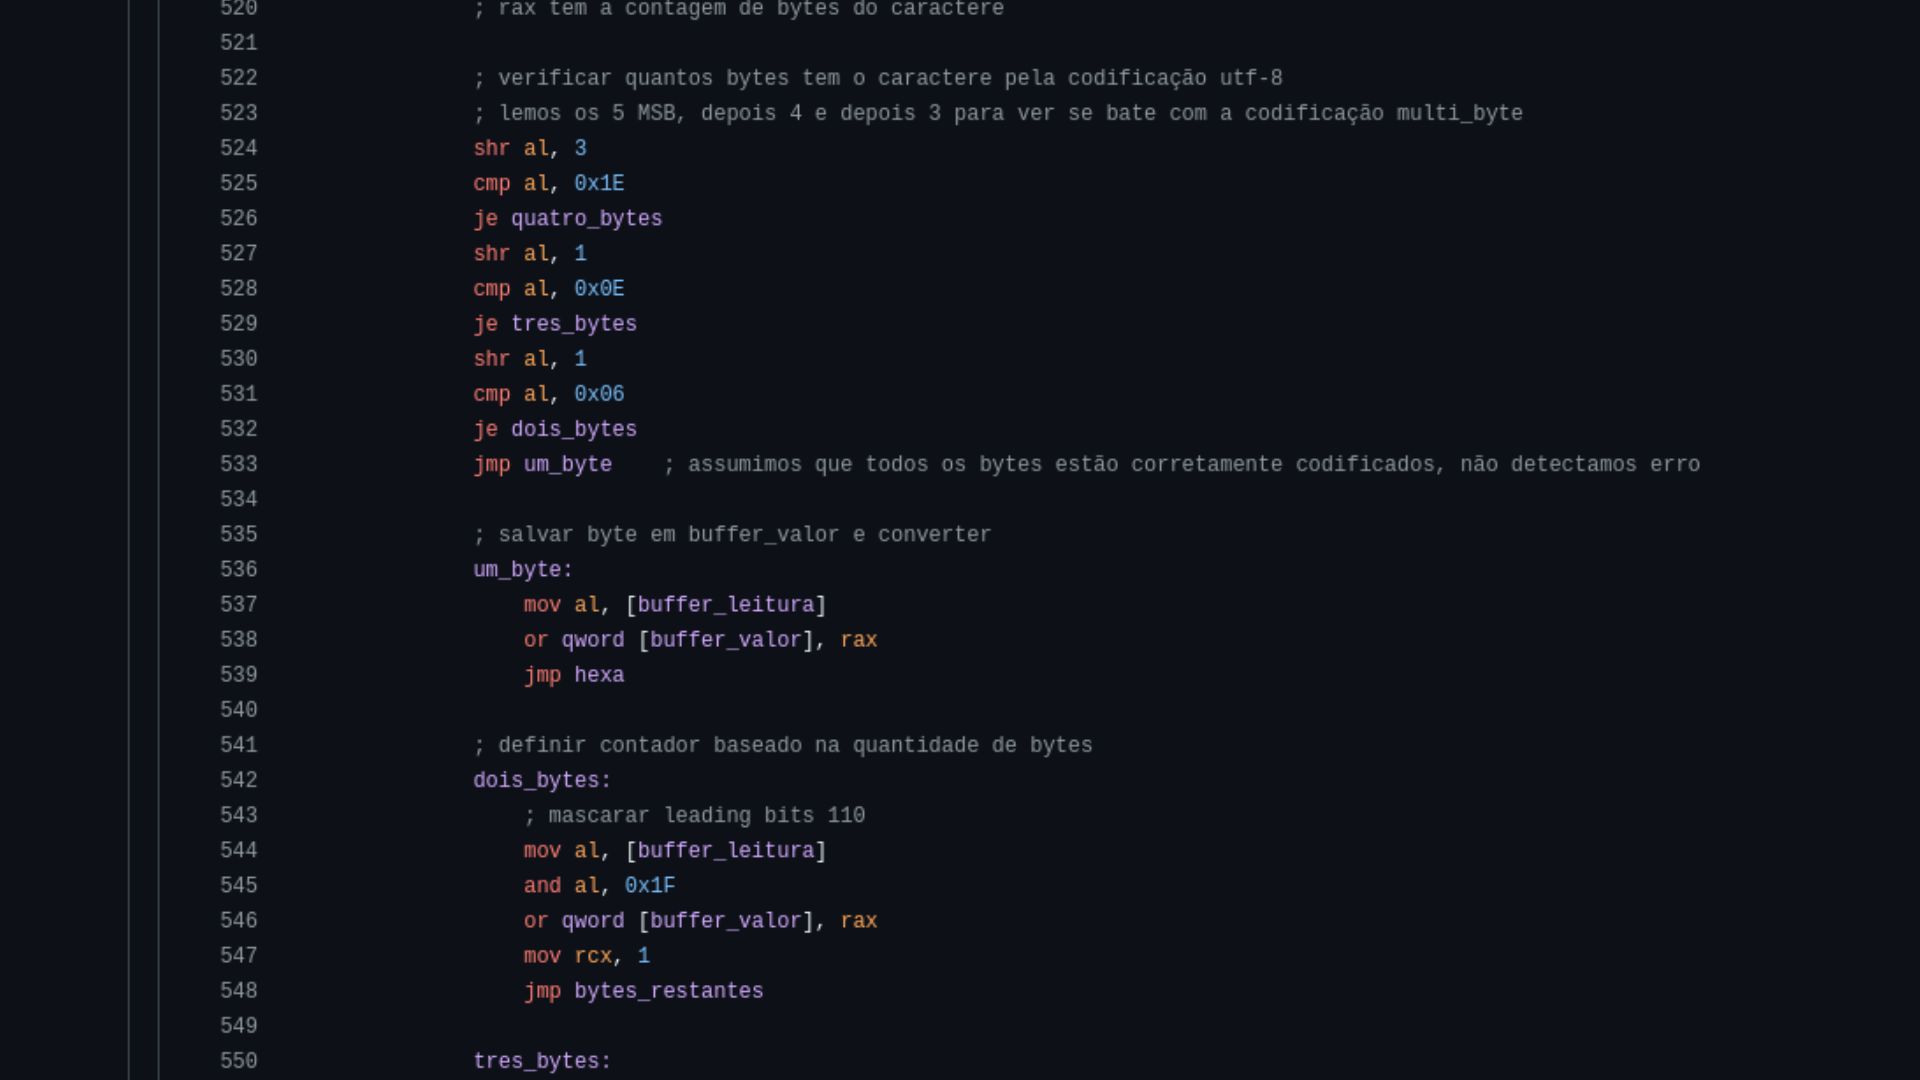 520 ; rax tem a contagem de bytes do caractere
521
522 ; verificar quantos bytes tem o caractere pela codificação utf-8
523 ; lemos os 5 MSB, depois 4 e depois 3 para ver se bate com a codificação multi_byte
524 shr al, 3
525 cmp al, 0x1E
526 je quatro_bytes
527 shr al, 1
528 cmp al, 0x0E
529 je tres_bytes
530 shr al, 1
531 cmp al, 0x06
532 je dois_bytes
533 jmp um_byte    ; assumimos que todos os bytes estão corretamente codificados, não detectamos erro
534
535 ; salvar byte em buffer_valor e converter
536 um_byte:
537     mov al, [buffer_leitura]
538     or qword [buffer_valor], rax
539     jmp hexa
540
541 ; definir contador baseado na quantidade de bytes
542 dois_bytes:
543     ; mascarar leading bits 110
544     mov al, [buffer_leitura]
545     and al, 0x1F
546     or qword [buffer_valor], rax
547     mov rcx, 1
548     jmp bytes_restantes
549
550 tres_bytes: